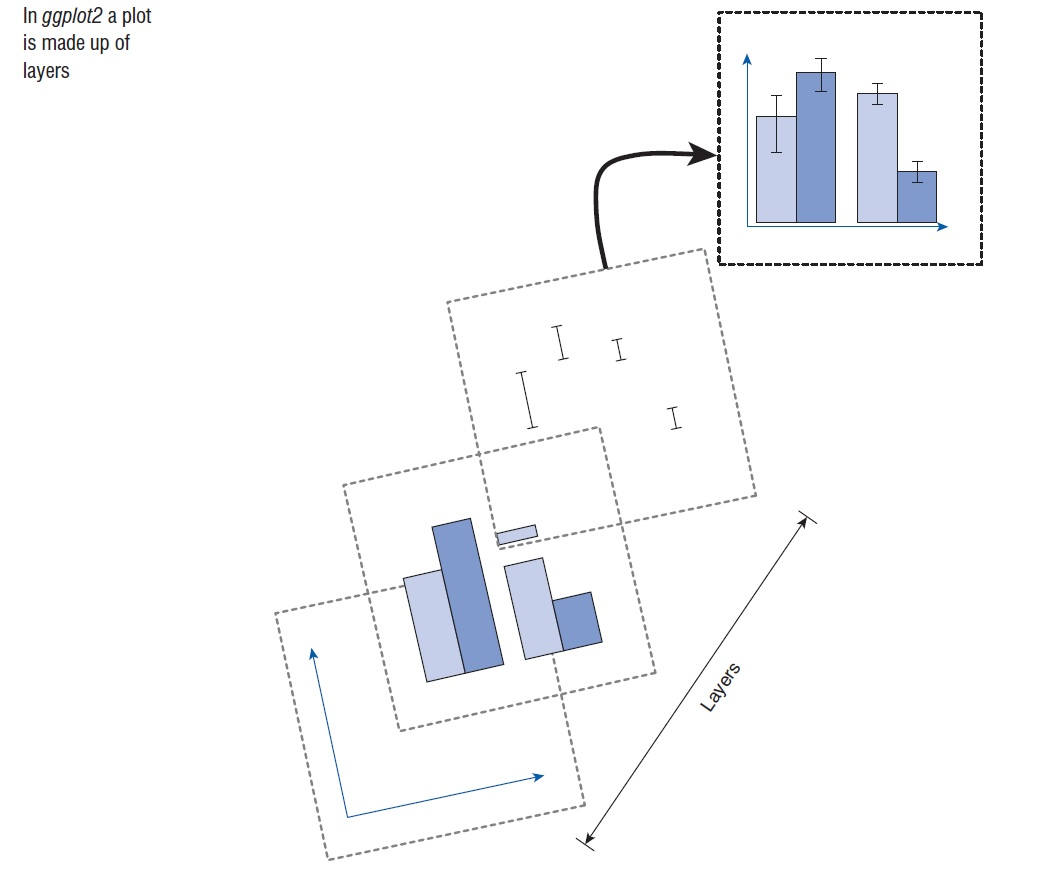 In ggplot2 a plot
is made up of
layers
Layers